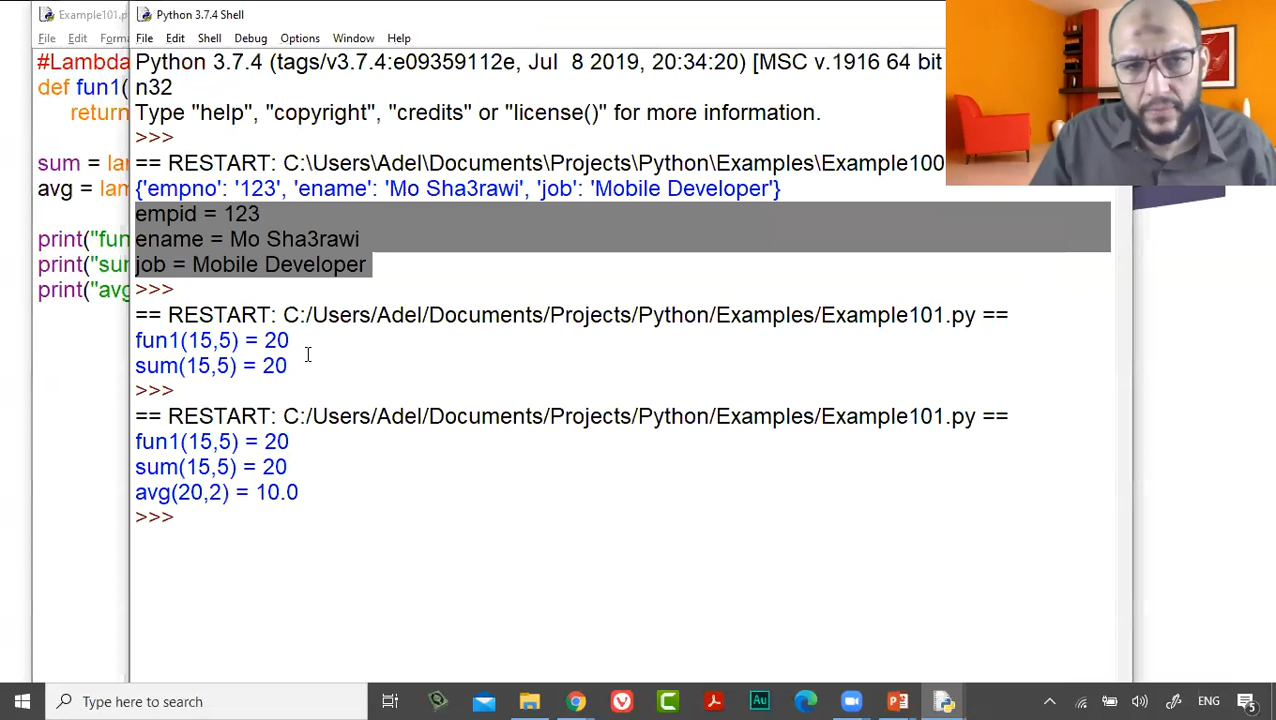 Example101.p
Python 3.7.4 Shell
File Edit Forma
File Edit Shell Debug Options Window Help
#Lambda
def fun1(
return
sum = lam
avg = lam
print("fun
print("sur
print("avg
Python 3.7.4 (tags/v3.7.4:e09359112e, Jul 8 2019, 20:34:20) [MSC v.1916 64 bit
n32
Type "help", "copyright", "credits" or "license()" for more information.
>>>
== RESTART: C:\Users\Adel\Documents\Projects\Python\Examples\Example100
{'empno': '123', 'ename': 'Mo Sha3rawi', 'job': 'Mobile Developer'}
empid = 123
ename = Mo Sha3rawi
job = Mobile Developer
>>>
== RESTART: C:/Users/Adel/Documents/Projects/Python/Examples/Example101.py ==
fun1(15,5) = 20
sum(15,5) = 20
>>>
== RESTART: C:/Users/Adel/Documents/Projects/Python/Examples/Example101.py ==
fun1(15,5) = 20
sum(15,5) = 20
avg(20,2) = 10.0
>>>
Type here to search
Au
ENG
5